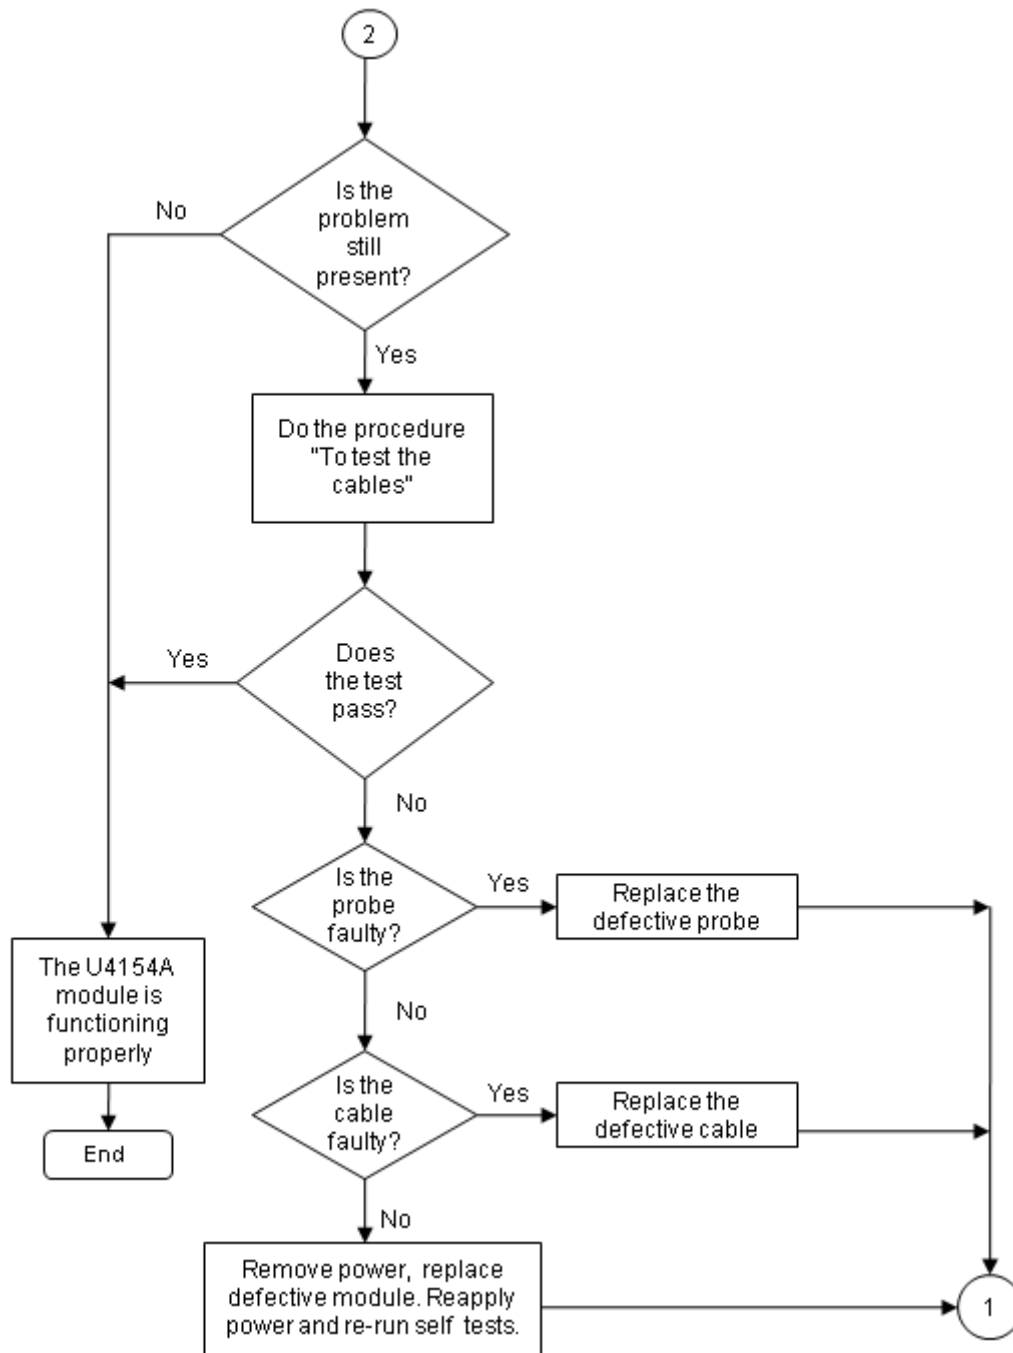 2
Is the
problem
still
present?
No
Yes
Do the procedure
"To test the
cables"
Does
the test
pass?
Yes
No
Is the
probe
faulty?
Yes
Replace the
defective probe
The U4154A
module is
functioning
properly
No
Is the
cable
faulty?
Yes
Replace the
defective cable
End
No
Remove power, replace
defective module. Reapply
power and re-run self tests.
1